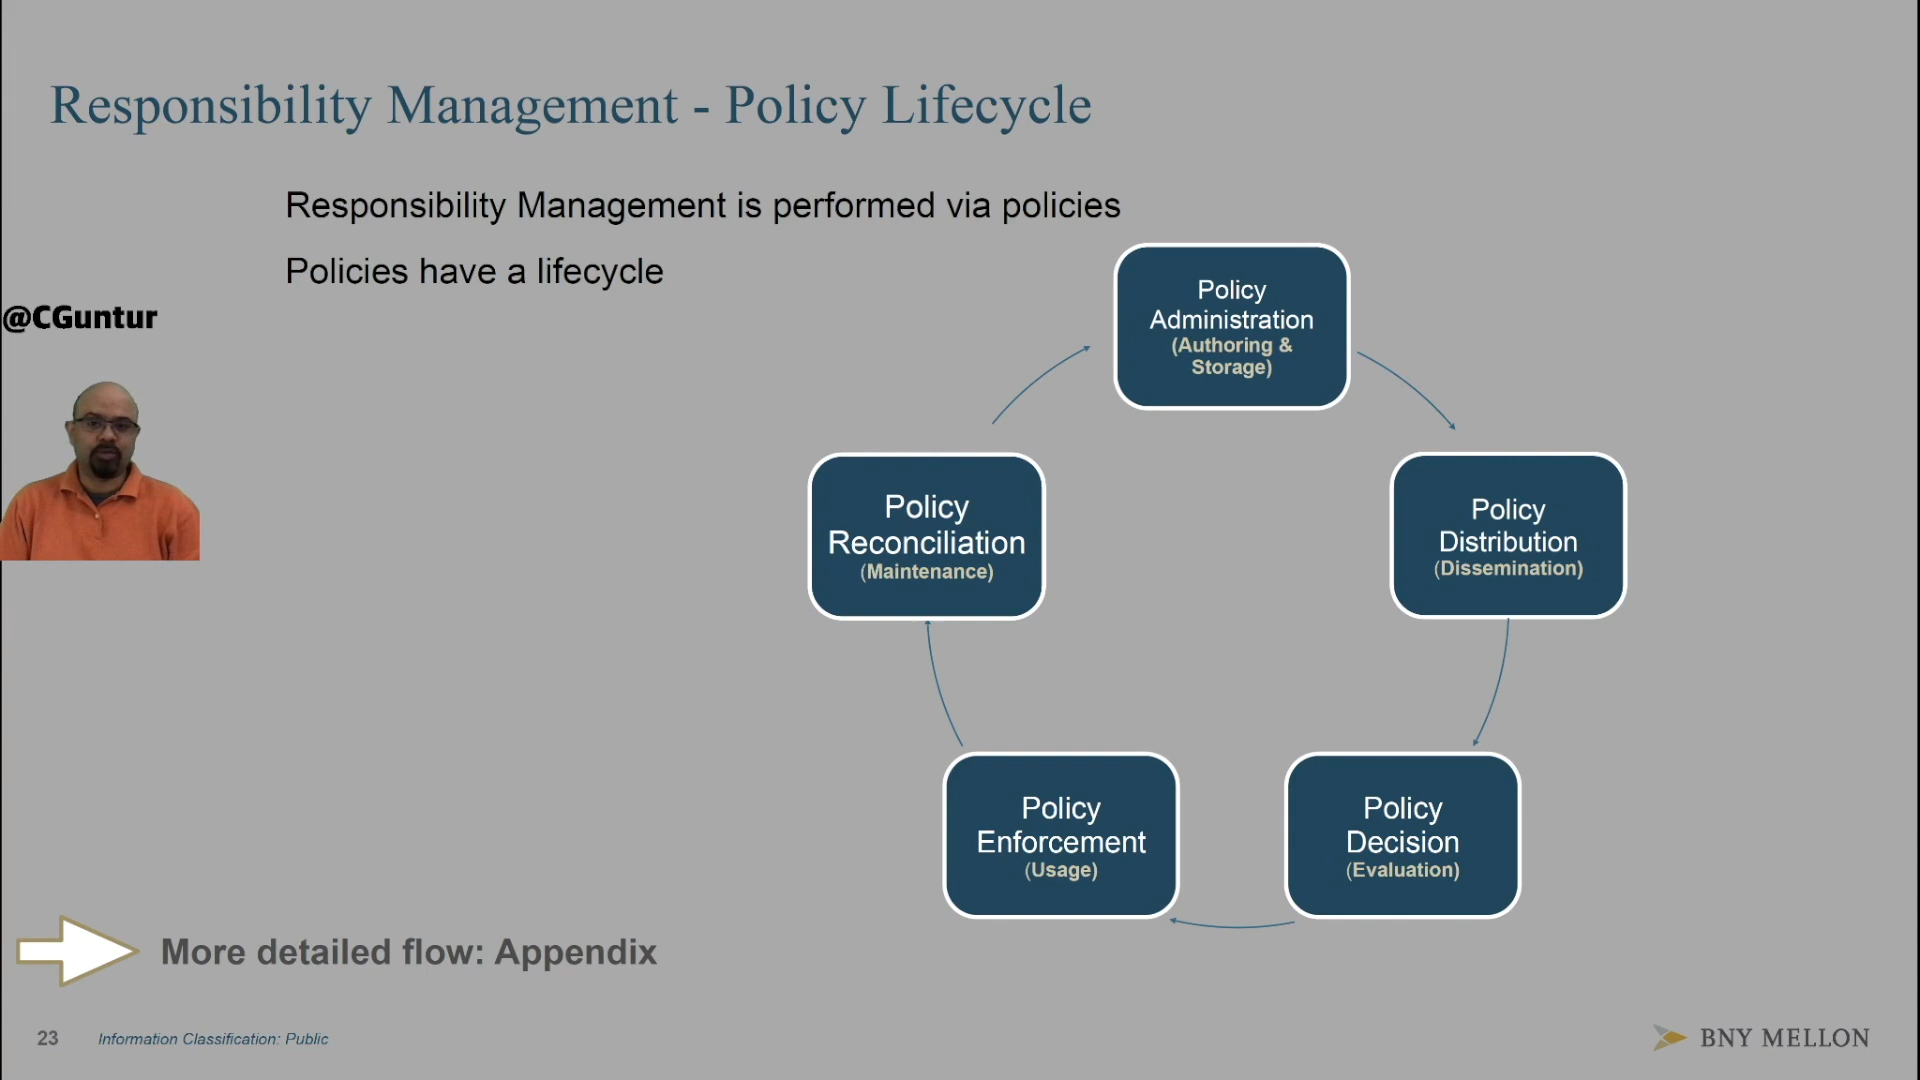 Responsibility Management - Policy Lifecycle
Responsibility Management is performed via policies
Policies have a lifecycle
@CGuntur
Policy
Administration
(Authoring &
Storage)
Policy
Distribution
(Dissemination)
Policy
Decision
(Evaluation)
Policy
Enforcement
(Usage)
Policy
Reconciliation
(Maintenance)
More detailed flow: Appendix
23
Information Classification: Public
BNY MELLON